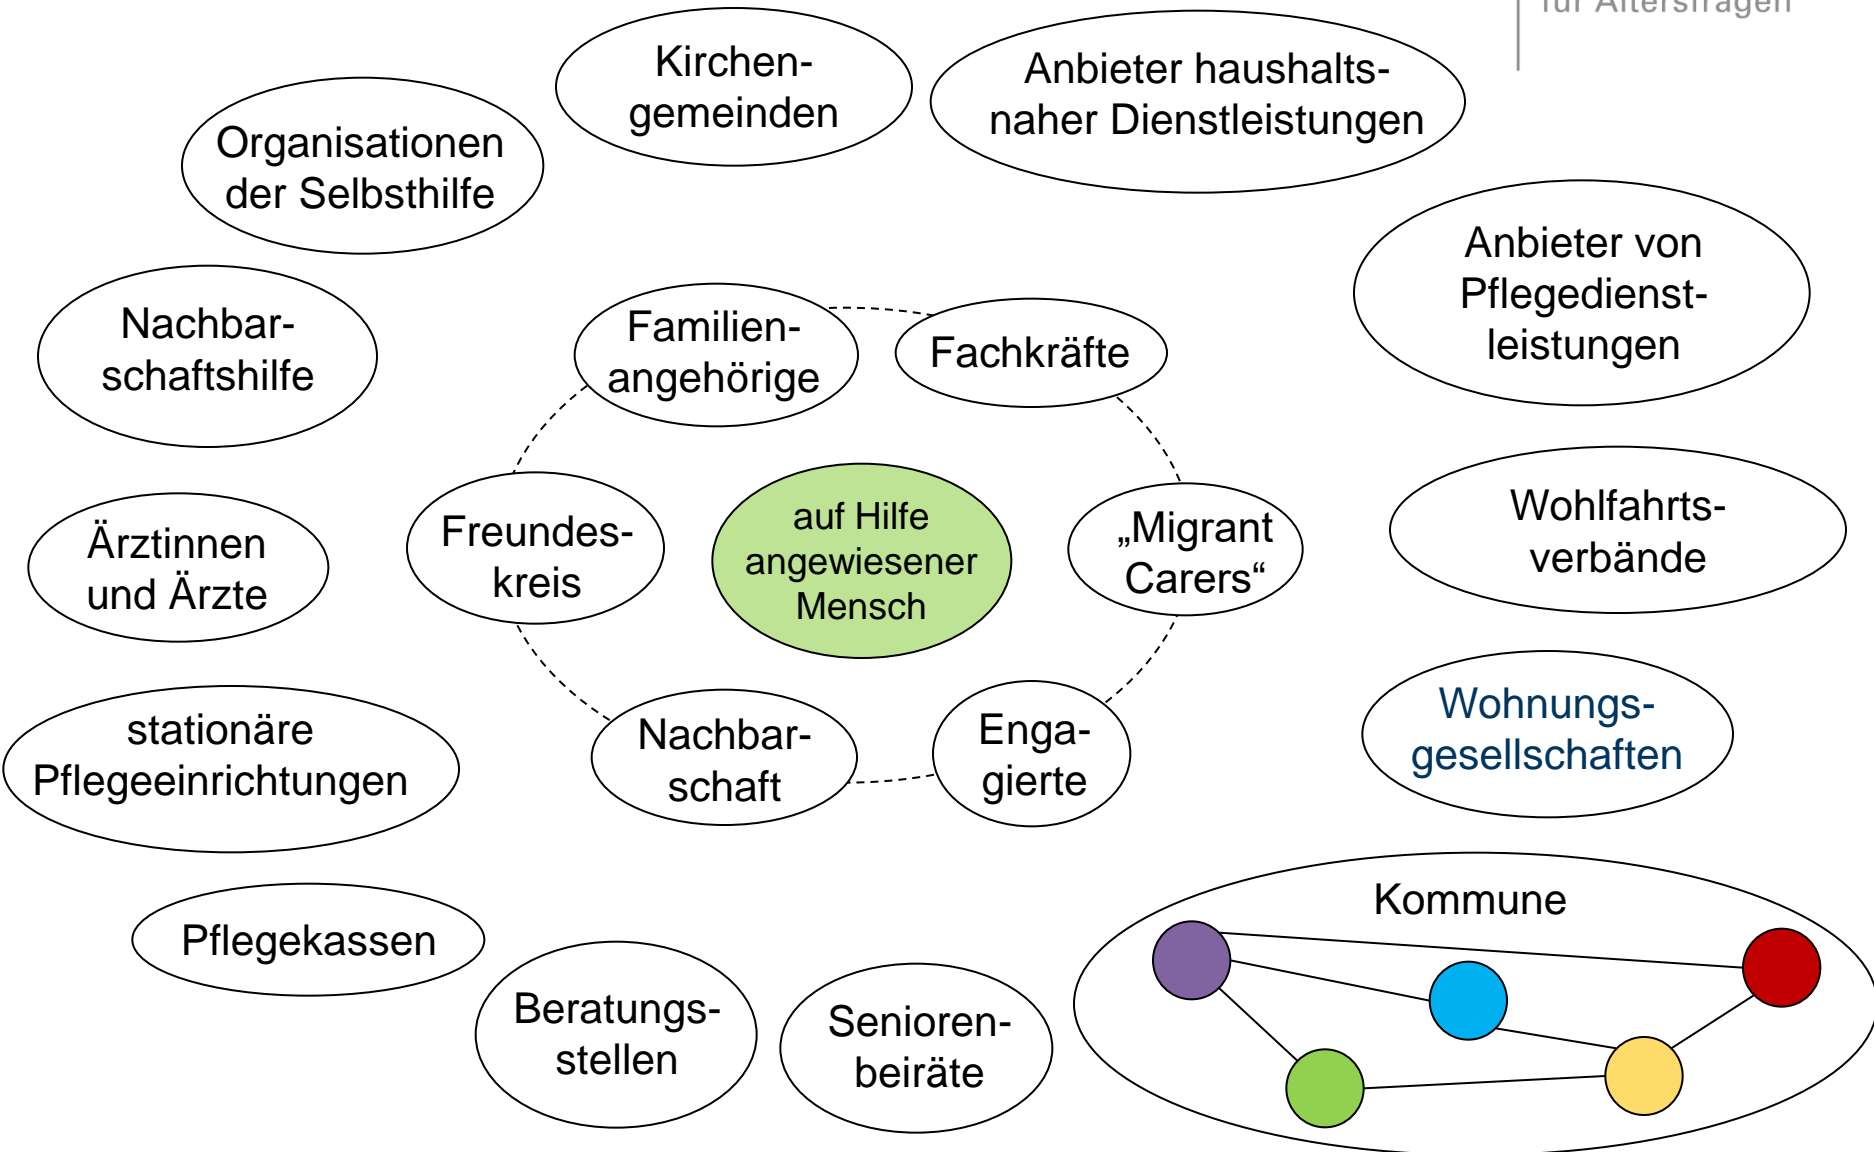 für Altersfragen
Kirchen-
gemeinden
Anbieter haushalts-
naher Dienstleistungen
Organisationen
der Selbsthilfe
Anbieter von
Pflegedienst-
leistungen
Nachbar-
schaftshilfe
Familien-
angehörige
Fachkräfte
Ärztinnen
und Ärzte
Freundes-
kreis
auf Hilfe
angewiesener
Mensch
„Migrant
Carers“
Wohlfahrts-
verbände
stationäre
Pflegeeinrichtungen
Nachbar-
schaft
Enga-
gierte
Wohnungs-
gesellschaften
Pflegekassen
Beratungs-
stellen
Senioren-
beiräte
Kommune